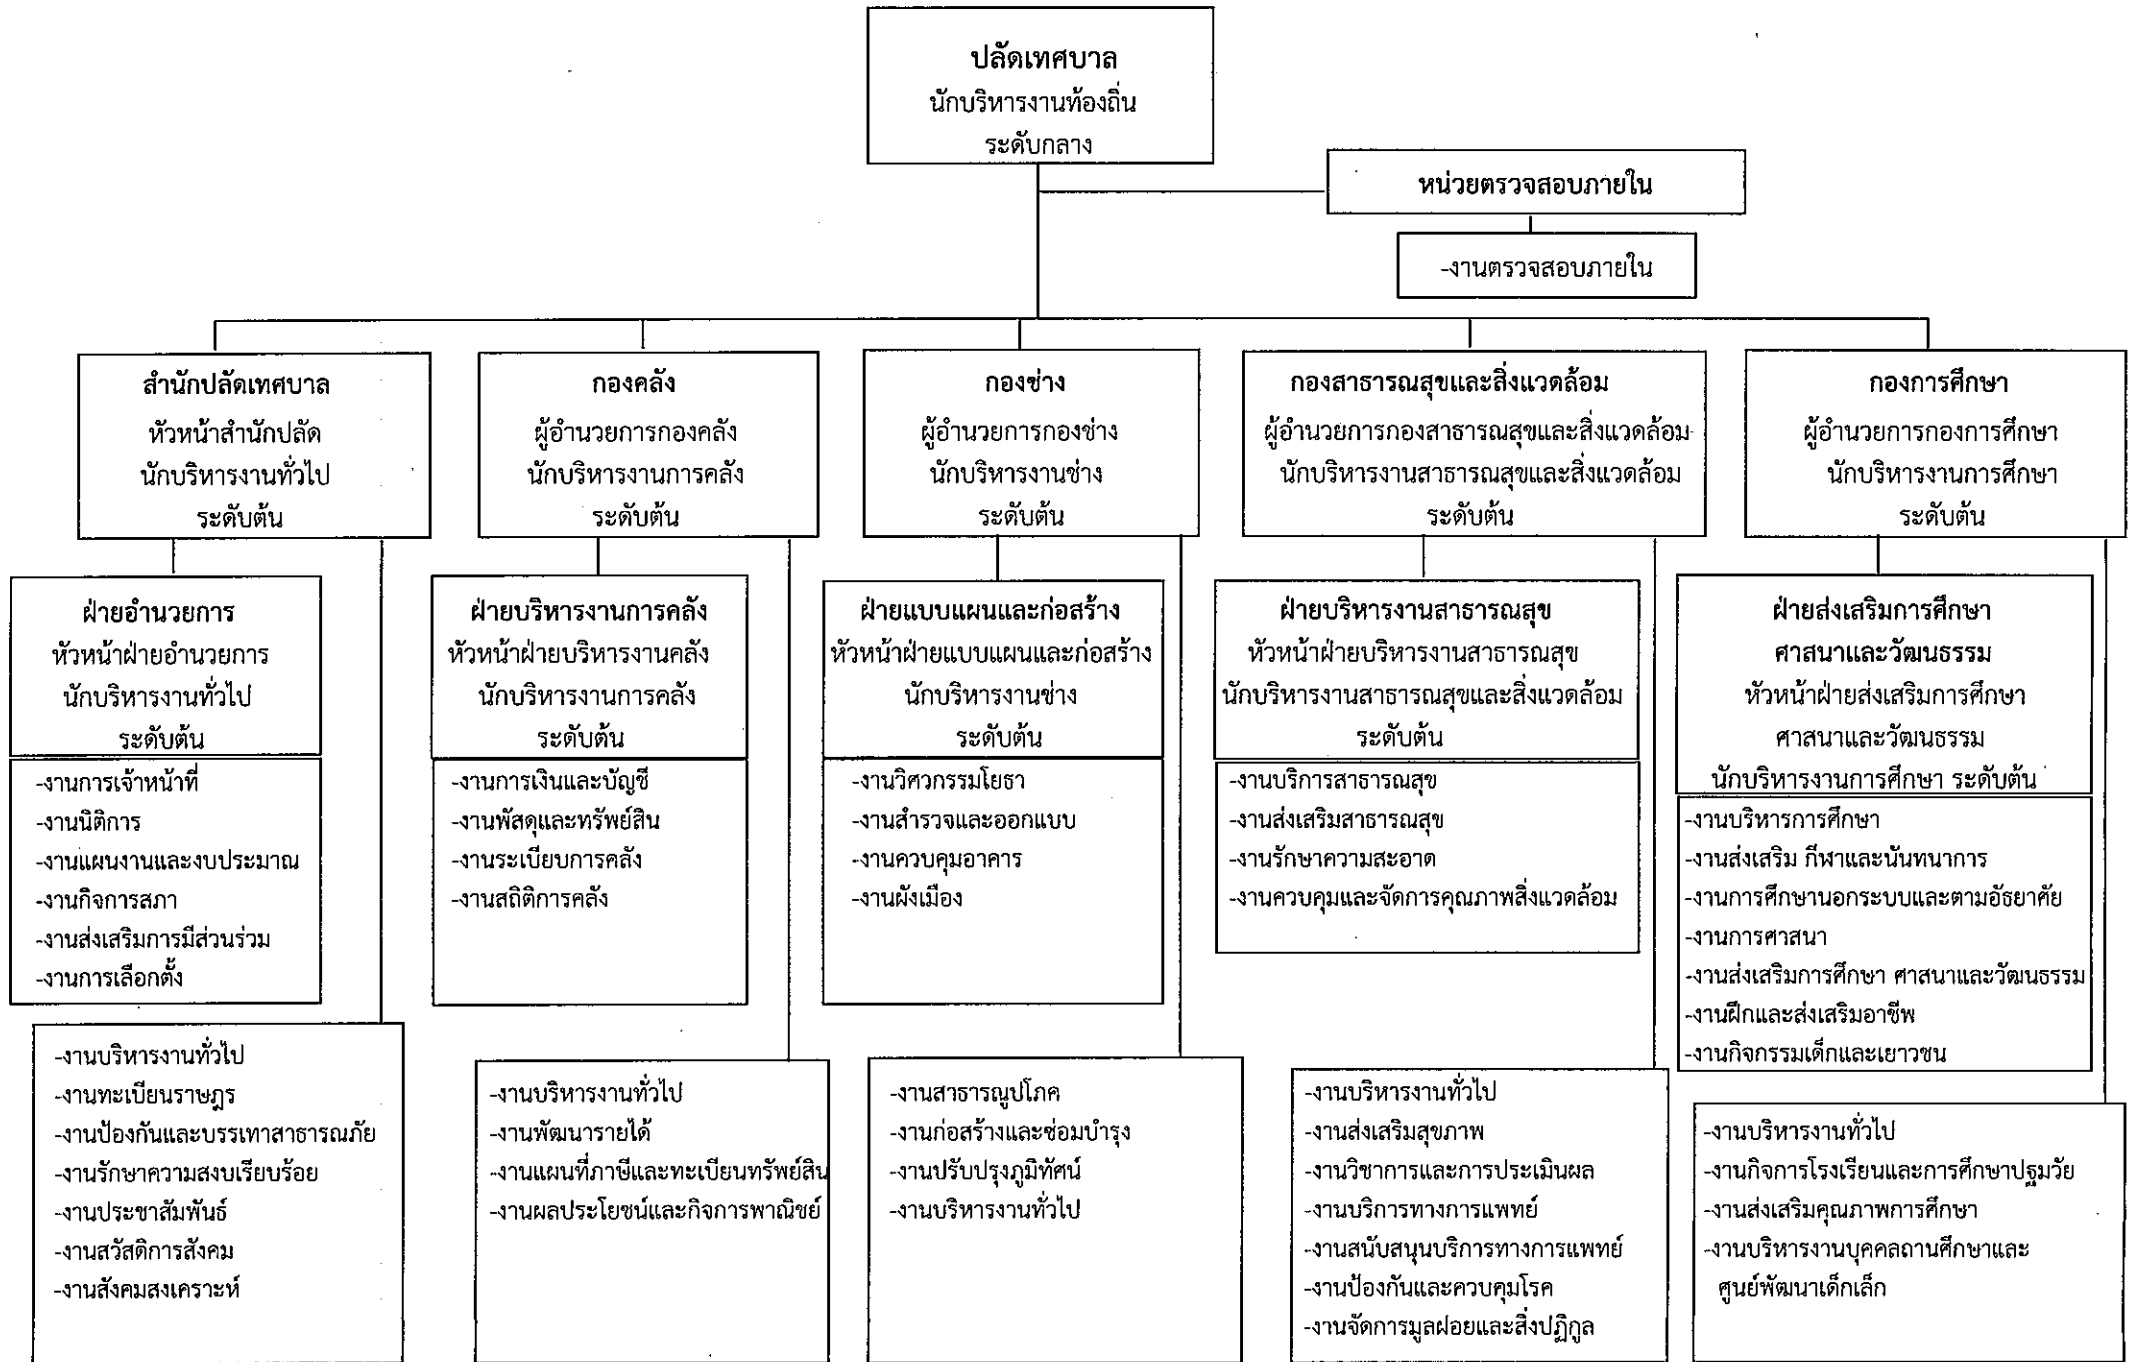 ปลัดเทศบาล
นักบริหารงานท้องถิ่น
ระดับกลาง
หน่วยตรวจสอบภายใน
-งานตรวจสอบภายใน
สำนักปลัดเทศบาล
หัวหน้าสำนักปลัด
นักบริหารงานทั่วไป
ระดับต้น
กองคลัง
ผู้อำนวยการกองคลัง
นักบริหารงานการคลัง
ระดับต้น
กองช่าง
ผู้อำนวยการกองช่าง
นักบริหารงานช่าง
ระดับต้น
กองสาธารณสุขและสิ่งแวดล้อม
ผู้อำนวยการกองสาธารณสุขและสิ่งแวดล้อม
นักบริหารงานสาธารณสุขและสิ่งแวดล้อม
ระดับต้น
กองการศึกษา
ผู้อำนวยการกองการศึกษา
นักบริหารงานการศึกษา
ระดับต้น
ฝ่ายอำนวยการ
หัวหน้าฝ่ายอำนวยการ
นักบริหารงานทั่วไป
ระดับต้น
-งานการเจ้าหน้าที่
-งานนิติการ
-งานแผนงานและงบประมาณ
-งานกิจการสภา
-งานส่งเสริมการมีส่วนร่วม
-งานการเลือกตั้ง
ฝ่ายบริหารงานการคลัง
หัวหน้าฝ่ายบริหารงานคลัง
นักบริหารงานการคลัง
ระดับต้น
-งานการเงินและบัญชี
-งานพัสดุและทรัพย์สิน
-งานระเบียบการคลัง
-งานสถิติการคลัง
ฝ่ายแบบแผนและก่อสร้าง
หัวหน้าฝ่ายแบบแผนและก่อสร้าง
นักบริหารงานช่าง
ระดับต้น
-งานวิศวกรรมโยธา
-งานสำรวจและออกแบบ
-งานควบคุมอาคาร
-งานผังเมือง
ฝ่ายบริหารงานสาธารณสุข
หัวหน้าฝ่ายบริหารงานสาธารณสุข
นักบริหารงานสาธารณสุขและสิ่งแวดล้อม
ระดับต้น
-งานบริการสาธารณสุข
-งานส่งเสริมสาธารณสุข
-งานรักษาความสะอาด
-งานควบคุมและจัดการคุณภาพสิ่งแวดล้อม
ฝ่ายส่งเสริมการศึกษา
ศาสนาและวัฒนธรรม
หัวหน้าฝ่ายส่งเสริมการศึกษา
ศาสนาและวัฒนธรรม
นักบริหารงานการศึกษา ระดับต้น
-งานบริหารการศึกษา
-งานส่งเสริม กีฬาและนันทนาการ
-งานการศึกษานอกระบบและตามอัธยาศัย
-งานการศาสนา
-งานส่งเสริมการศึกษา ศาสนาและวัฒนธรรม
-งานฝึกและส่งเสริมอาชีพ
-งานกิจกรรมเด็กและเยาวชน
-งานบริหารงานทั่วไป
-งานทะเบียนราษฎร
-งานป้องกันและบรรเทาสาธารณภัย
-งานรักษาความสงบเรียบร้อย
-งานประชาสัมพันธ์
-งานสวัสดิการสังคม
-งานสังคมสงเคราะห์
-งานบริหารงานทั่วไป
-งานพัฒนารายได้
-งานแผนที่ภาษีและทะเบียนทรัพย์สิน
-งานผลประโยชน์และกิจการพาณิชย์
-งานสาธารณูปโภค
-งานก่อสร้างและซ่อมบำรุง
-งานปรับปรุงภูมิทัศน์
-งานบริหารงานทั่วไป
-งานบริหารงานทั่วไป
-งานส่งเสริมสุขภาพ
-งานวิชาการและการประเมินผล
-งานบริการทางการแพทย์
-งานสนับสนุนบริการทางการแพทย์
-งานป้องกันและควบคุมโรค
-งานจัดการมูลฝอยและสิ่งปฏิกูล
-งานบริหารงานทั่วไป
-งานกิจการโรงเรียนและการศึกษาปฐมวัย
-งานส่งเสริมคุณภาพการศึกษา
-งานบริหารงานบุคคลถานศึกษาและ
ศูนย์พัฒนาเด็กเล็ก